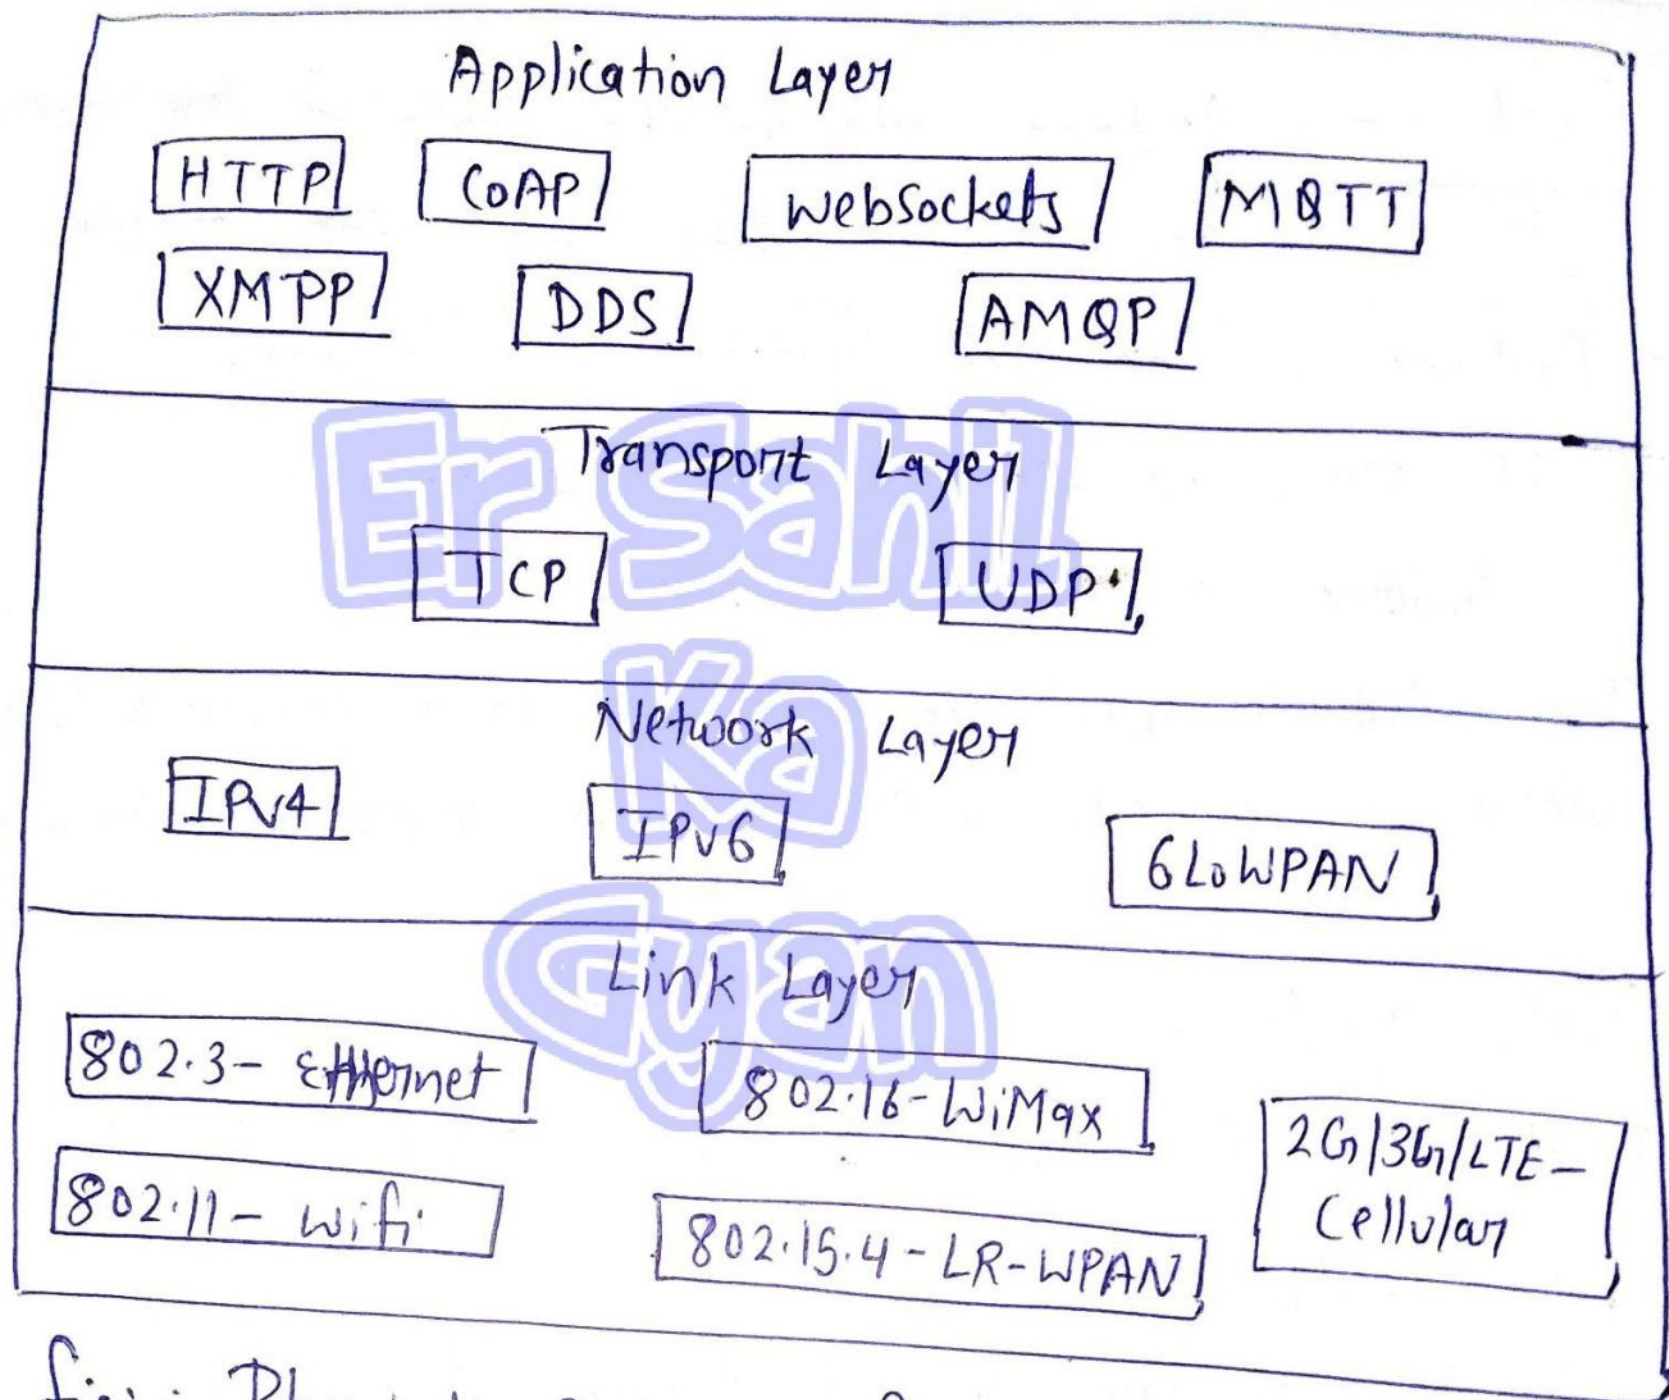 Application Layer
HTTP CoAP WebSockets MQTT
XMPP DDS AMQP
Transport Layer
TCP UDP
Network Layer
IPv4 IPv6 6LoWPAN
Link Layer
802.3- Ethernet 802.16-WiMax
2G/3G/LTE-
Cellular
802.11- wifi 802.15.4-LR-WPAN
Er Sahil
Ka
Gyan